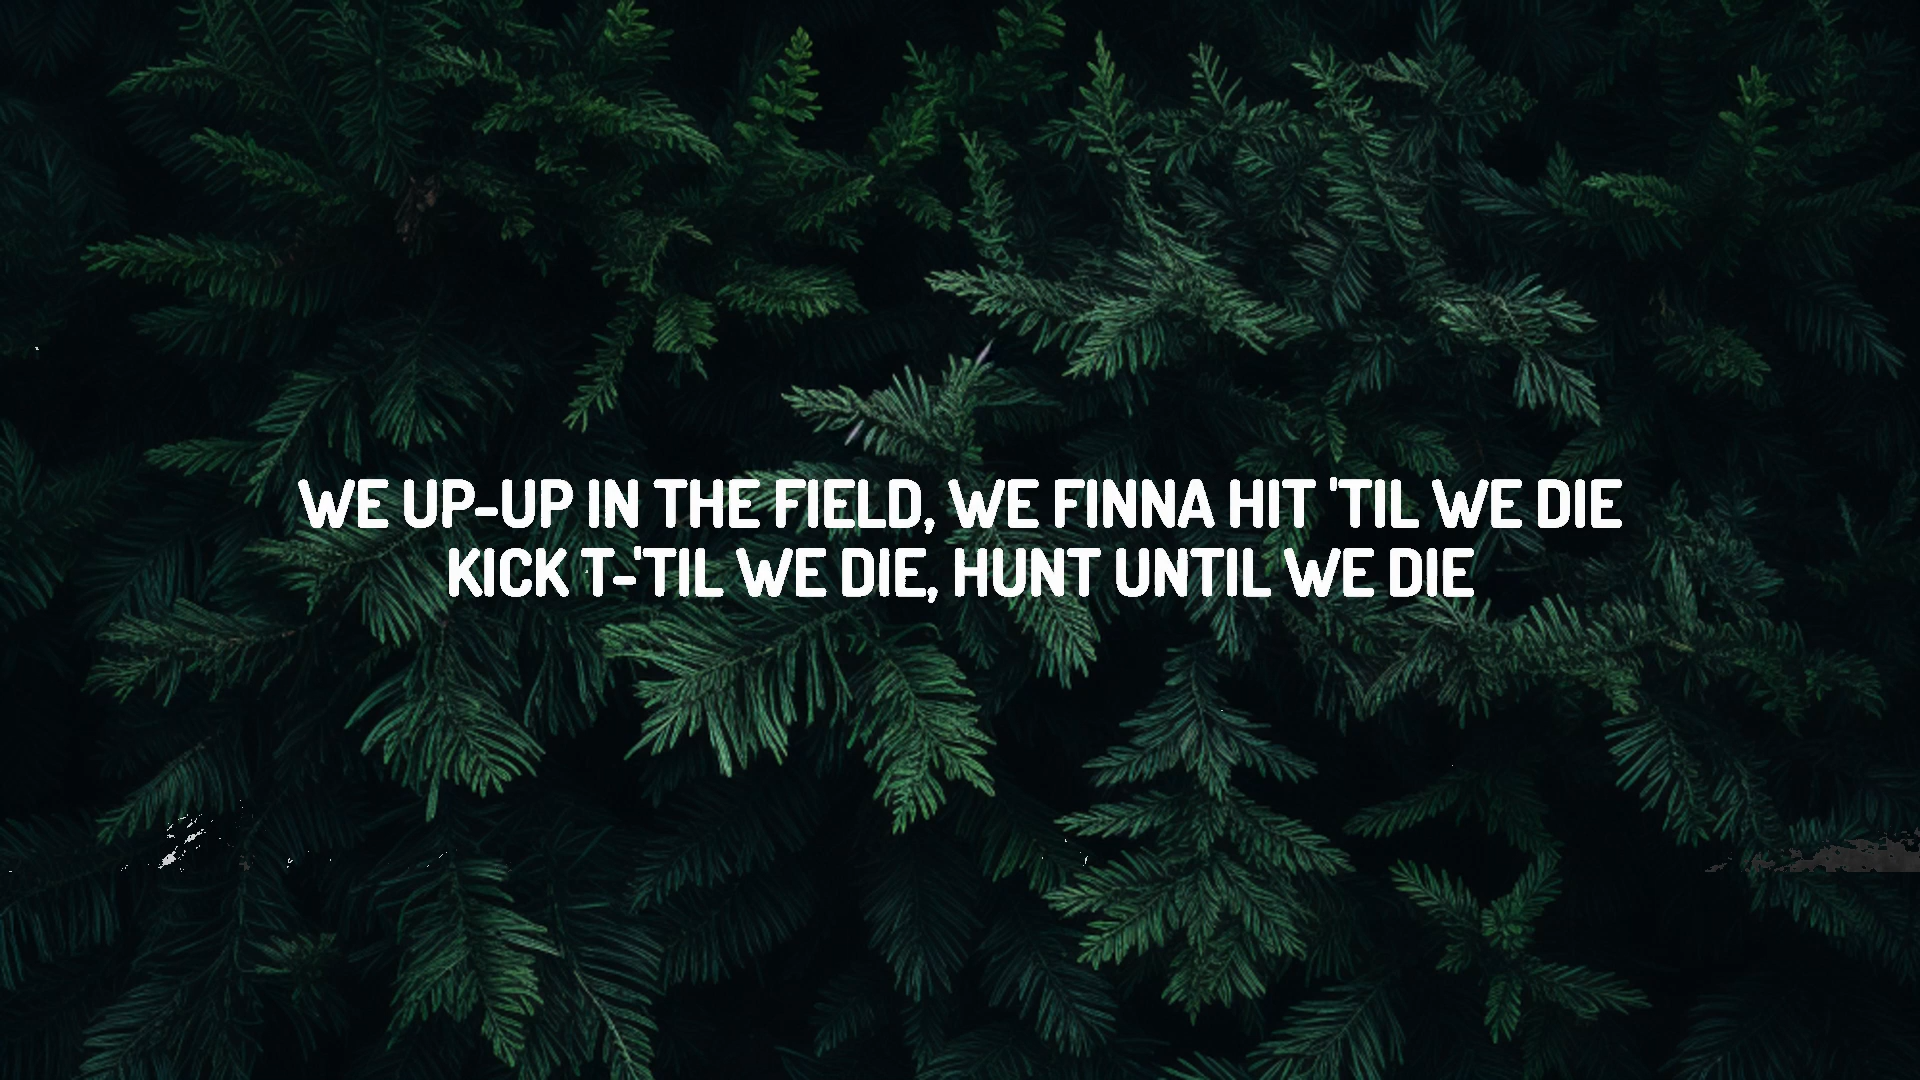 WE UP-UP IN THE FIELD, WE FINNA HIT 'TIL WE DIE
KICK T-'TIL WE DIE, HUNT UNTIL WE DIE